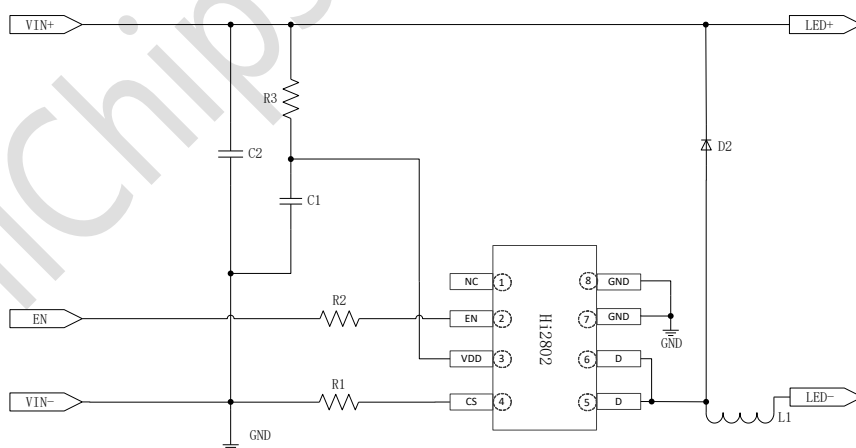 VIN+
LED+
R3
C2
D2
C1
NC
1
8
GND
R2
EN
EN
2
7
GND
Hi2802
GND
VDD
3
6
D
R1
VIN-
CS
4
5
D
LED-
L1
GND